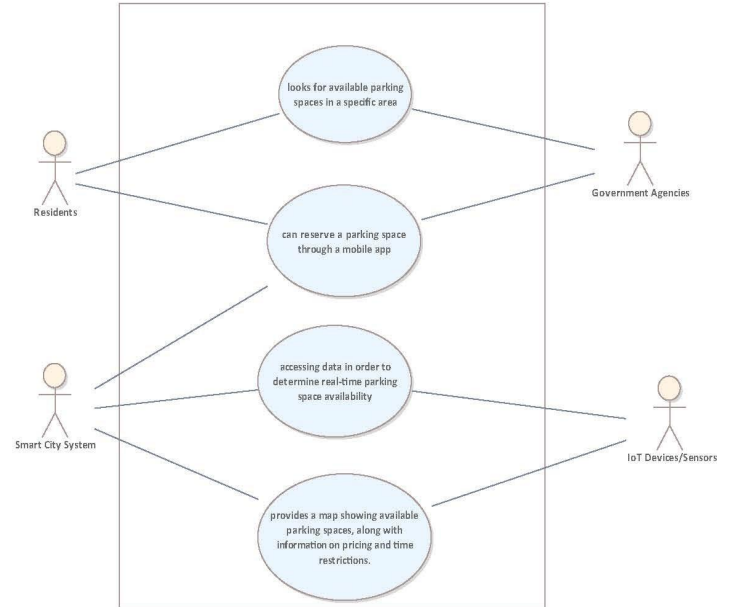 looks for available parking
spaces in a specific area
Residents
Government Agencies
can reserve a parking space
through a mobile app
accessing data in order to
determine real-time parking
space availability
Smart City System
IoT Devices/Sensors
provides a map showing available
parking spaces, along with
information on pricing and time
restrictions.